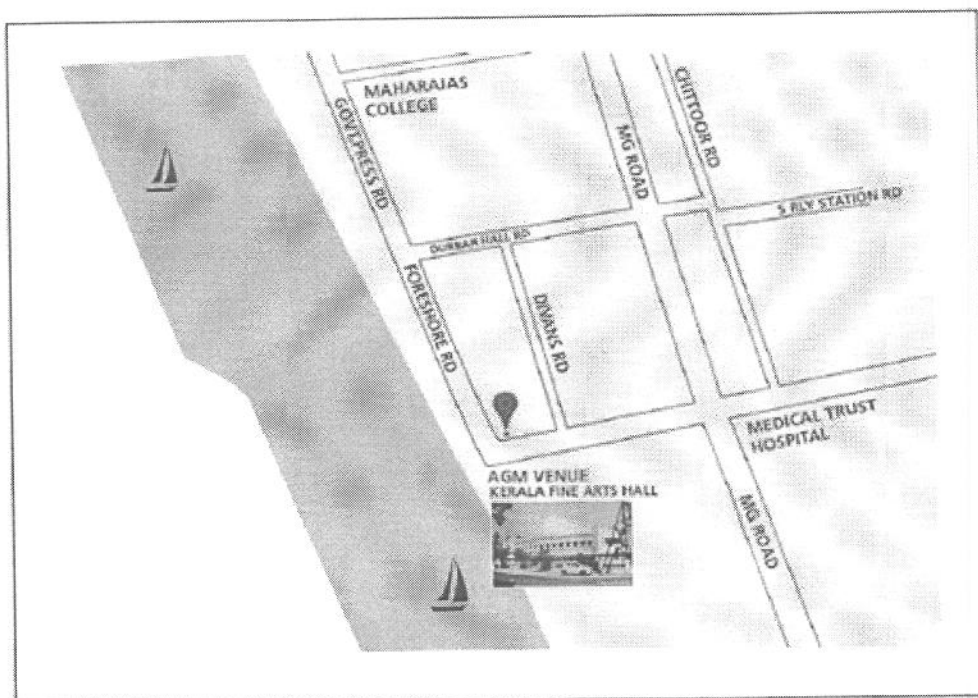 MAHARAJAS
COLLEGE
GOVT.PRESS RD
MG ROAD
CHITTOOR RD
S RLY STATION RD
DURBAR HALL RD
FORESHORE RD
DIVANS RD
MEDICAL TRUST
HOSPITAL
AGM VENUE
KERALA FINE ARTS HALL
MG ROAD